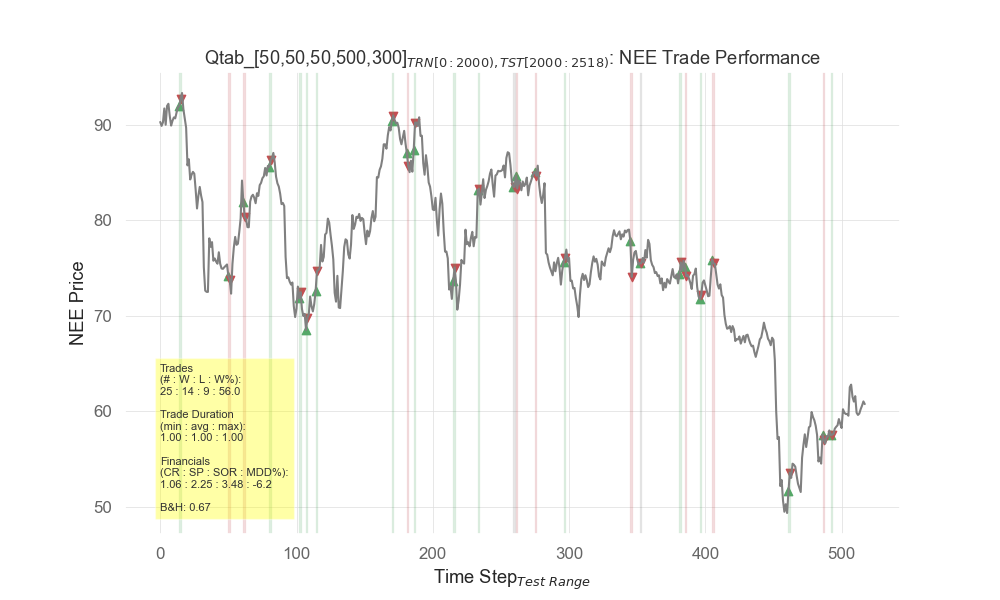 Qtab_[50,50,50,500,300]TRN[0:2000),TST[2000:2518): NEE Trade Performance
NEE Price
90
80
70
60
50
Trades
(# : W : L : W%):
25 : 14 : 9 : 56.0
Trade Duration
(min : avg : max):
1.00 : 1.00 : 1.00
Financials
(CR : SP : SOR : MDD%):
1.06 : 2.25 : 3.48 : -6.2
B&H: 0.67
0 100 200 300 400 500
Time StepTest Range